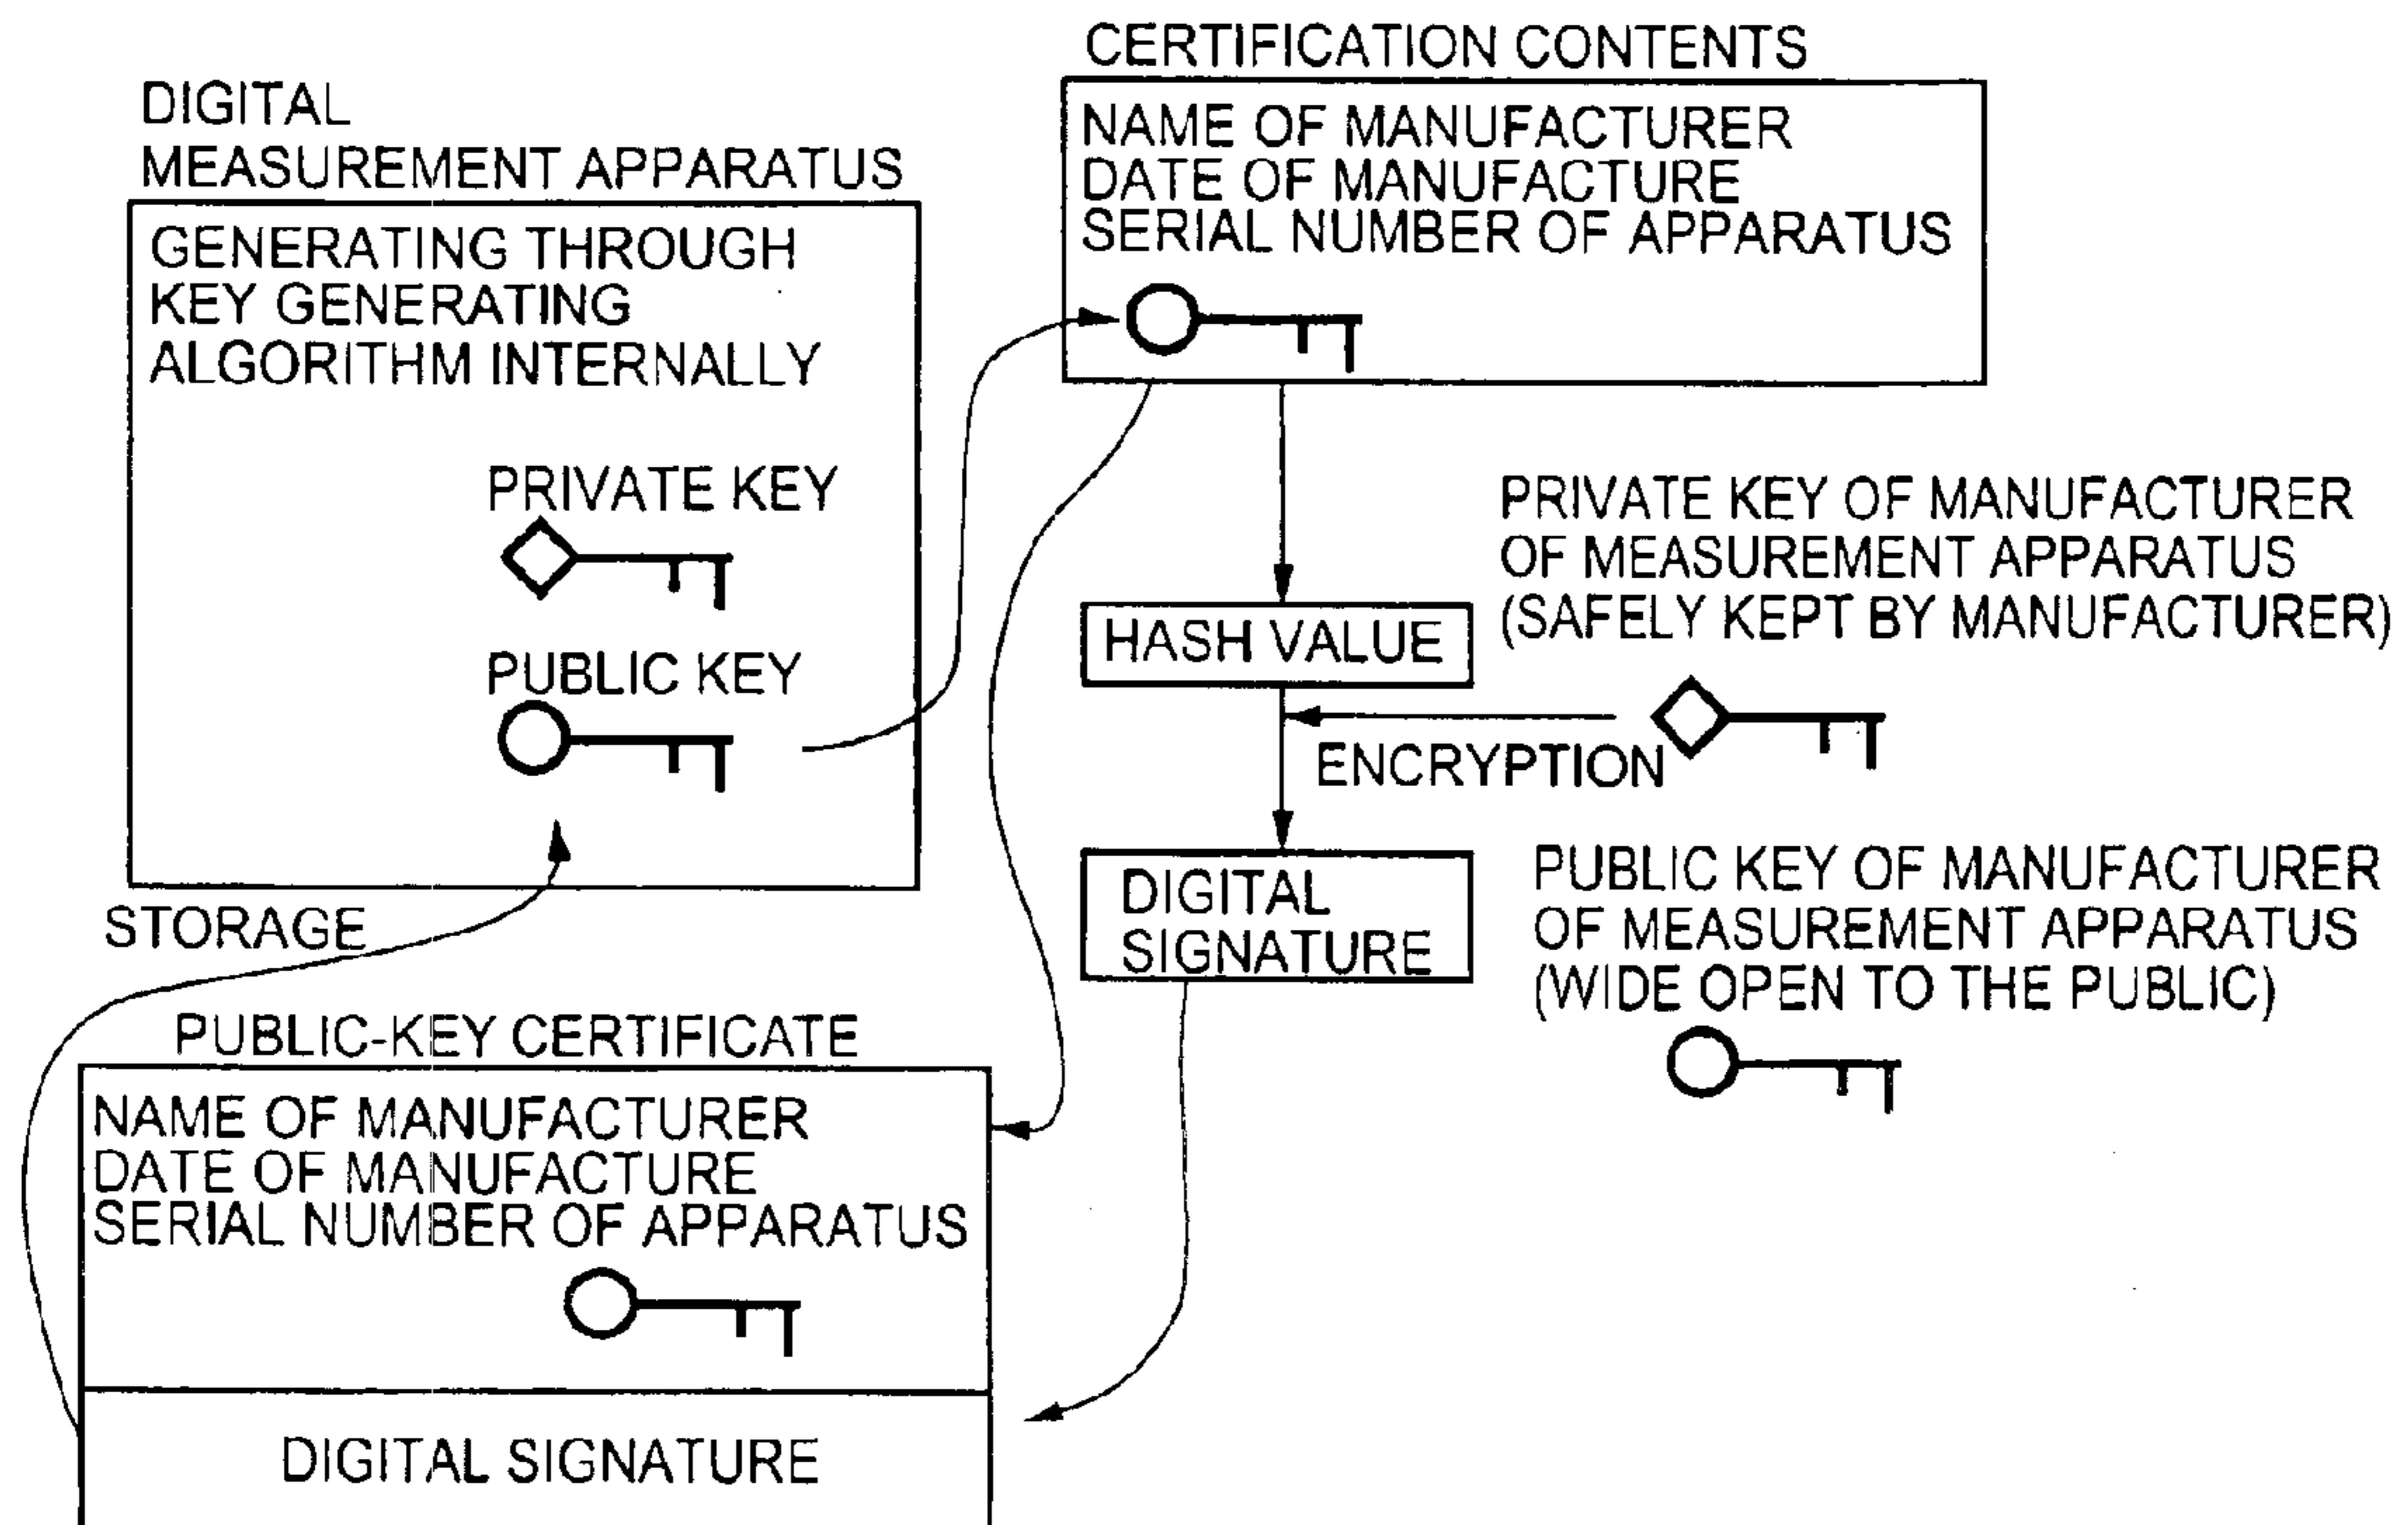 DIGITAL
MEASUREMENT APPARATUS
GENERATING THROUGH
KEY GENERATING
ALGORITHM INTERNALLY
PRIVATE KEY
PUBLIC KEY
STORAGE
CERTIFICATION CONTENTS
NAME OF MANUFACTURER
DATE OF MANUFACTURE
SERIAL NUMBER OF APPARATUS
HASH VALUE
PRIVATE KEY OF MANUFACTURER
OF MEASUREMENT APPARATUS
(SAFELY KEPT BY MANUFACTURER)
ENCRYPTION
DIGITAL
SIGNATURE
PUBLIC KEY OF MANUFACTURER
OF MEASUREMENT APPARATUS
(WIDE OPEN TO THE PUBLIC)
PUBLIC-KEY CERTIFICATE
NAME OF MANUFACTURER
DATE OF MANUFACTURE
SERIAL NUMBER OF APPARATUS
DIGITAL SIGNATURE